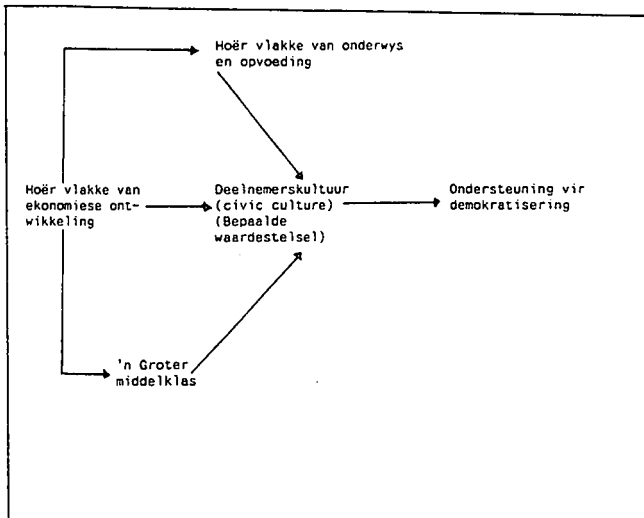 Hoër vlakke van onderwys
en opvoeding
Hoër vlakke van
ekonomiese ont-
wikkeling
Deelnemerskultuur
(civic culture)
(Bepaalde
waardestelsel)
Ondersteuning vir
demokratisering
'n Groter
middelklas